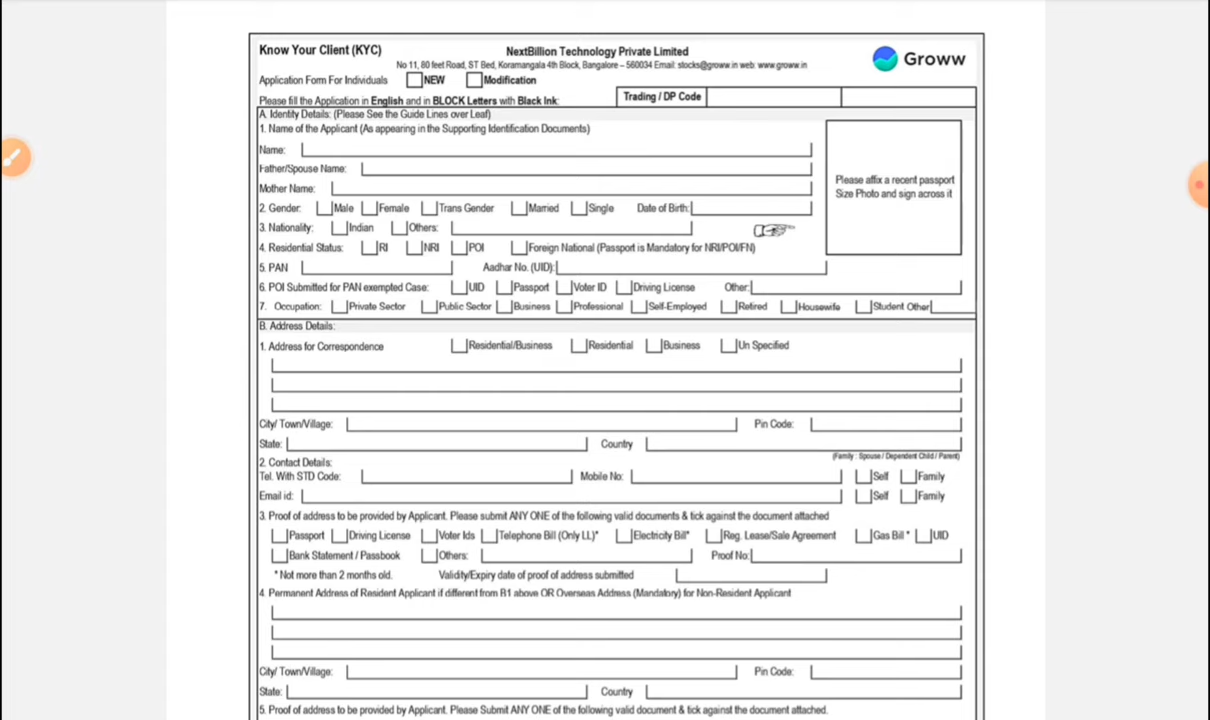 Know Your Client (KYC)
NextBillion Technology Private Limited
No 11, 80 feet Road, ST Bed, Koramangala 4th Block, Bangalore – 560034 Email: stocks@groww.in web: www.groww.in
Groww
Application Form For Individuals NEW Modification
Please fill the Application in English and in BLOCK Letters with Black Ink:
Trading / DP Code
A. Identity Details: (Please See the Guide Lines over Leaf)
1. Name of the Applicant (As appearing in the Supporting Identification Documents)
Name:
Father/Spouse Name:
Mother Name:
Please affix a recent passport
Size Photo and sign across it
2. Gender: Male Female Trans Gender Married Single Date of Birth:
3. Nationality: Indian Others:
4. Residential Status: RI NRI POI Foreign National (Passport is Mandatory for NRI/POI/FN)
5. PAN Aadhar No. (UID):
6. POI Submitted for PAN exempted Case: UID Passport Voter ID Driving License Other:
7. Occupation: Private Sector Public Sector Business Professional Self-Employed Retired Housewife Student Other
B. Address Details:
1. Address for Correspondence Residential/Business Residential Business Un Specified
City/ Town/Village: Pin Code:
State: Country
(Family : Spouse / Dependent Child / Parent)
2. Contact Details:
Tel. With STD Code: Mobile No: Self Family
Email id: Self Family
3. Proof of address to be provided by Applicant. Please submit ANY ONE of the following valid documents & tick against the document attached
Passport Driving License Voter Ids Telephone Bill (Only LL)* Electricity Bill* Reg. Lease/Sale Agreement Gas Bill * UID
Bank Statement / Passbook Others: Proof No:
* Not more than 2 months old. Validity/Expiry date of proof of address submitted
4. Permanent Address of Resident Applicant if different from B1 above OR Overseas Address (Mandatory) for Non-Resident Applicant
City/ Town/Village: Pin Code:
State: Country
5. Proof of address to be provided by Applicant. Please Submit ANY ONE of the following valid document & tick against the document attached.